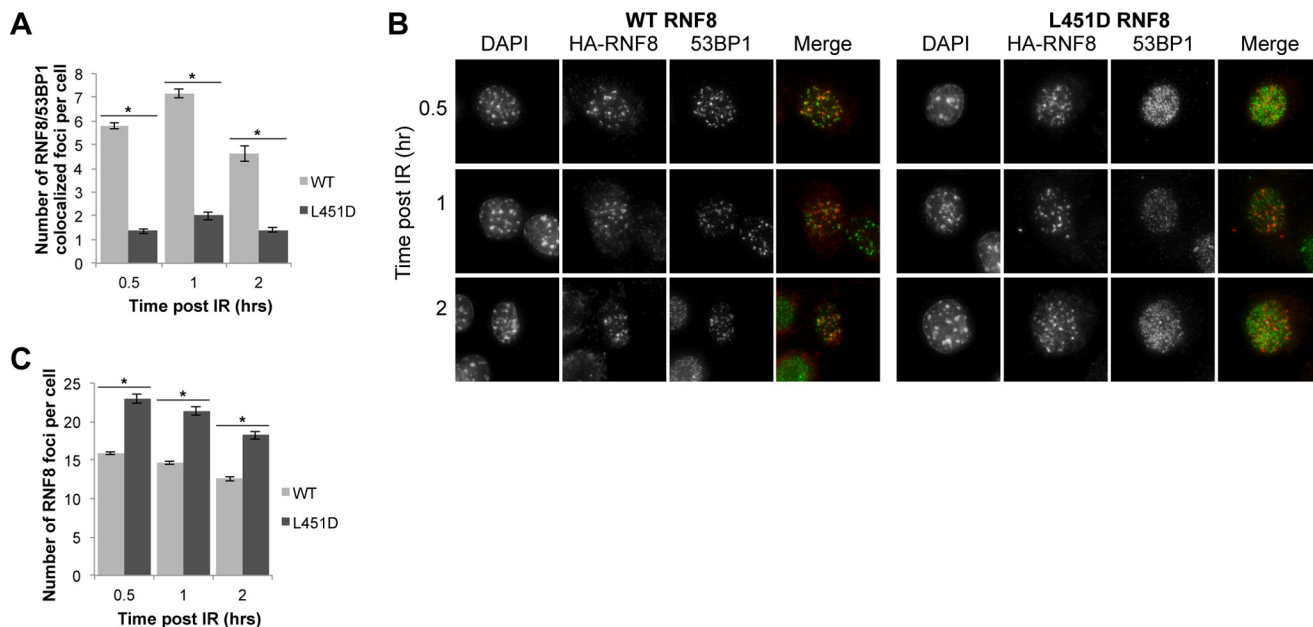 A
Number of RNF8/53BP1
colocalized foci per cell
8
7
6
5
4
3
2
1
0
*
*
*
WT
L451D
0.5
1
2
Time post IR (hrs)
B
WT RNF8
L451D RNF8
DAPI
HA-RNF8
53BP1
Merge
DAPI
HA-RNF8
53BP1
Merge
Time post IR (hr)
0.5
1
2
C
Number of RNF8 foci per cell
25
20
15
10
5
0
*
*
*
WT
L451D
0.5
1
2
Time post IR (hrs)